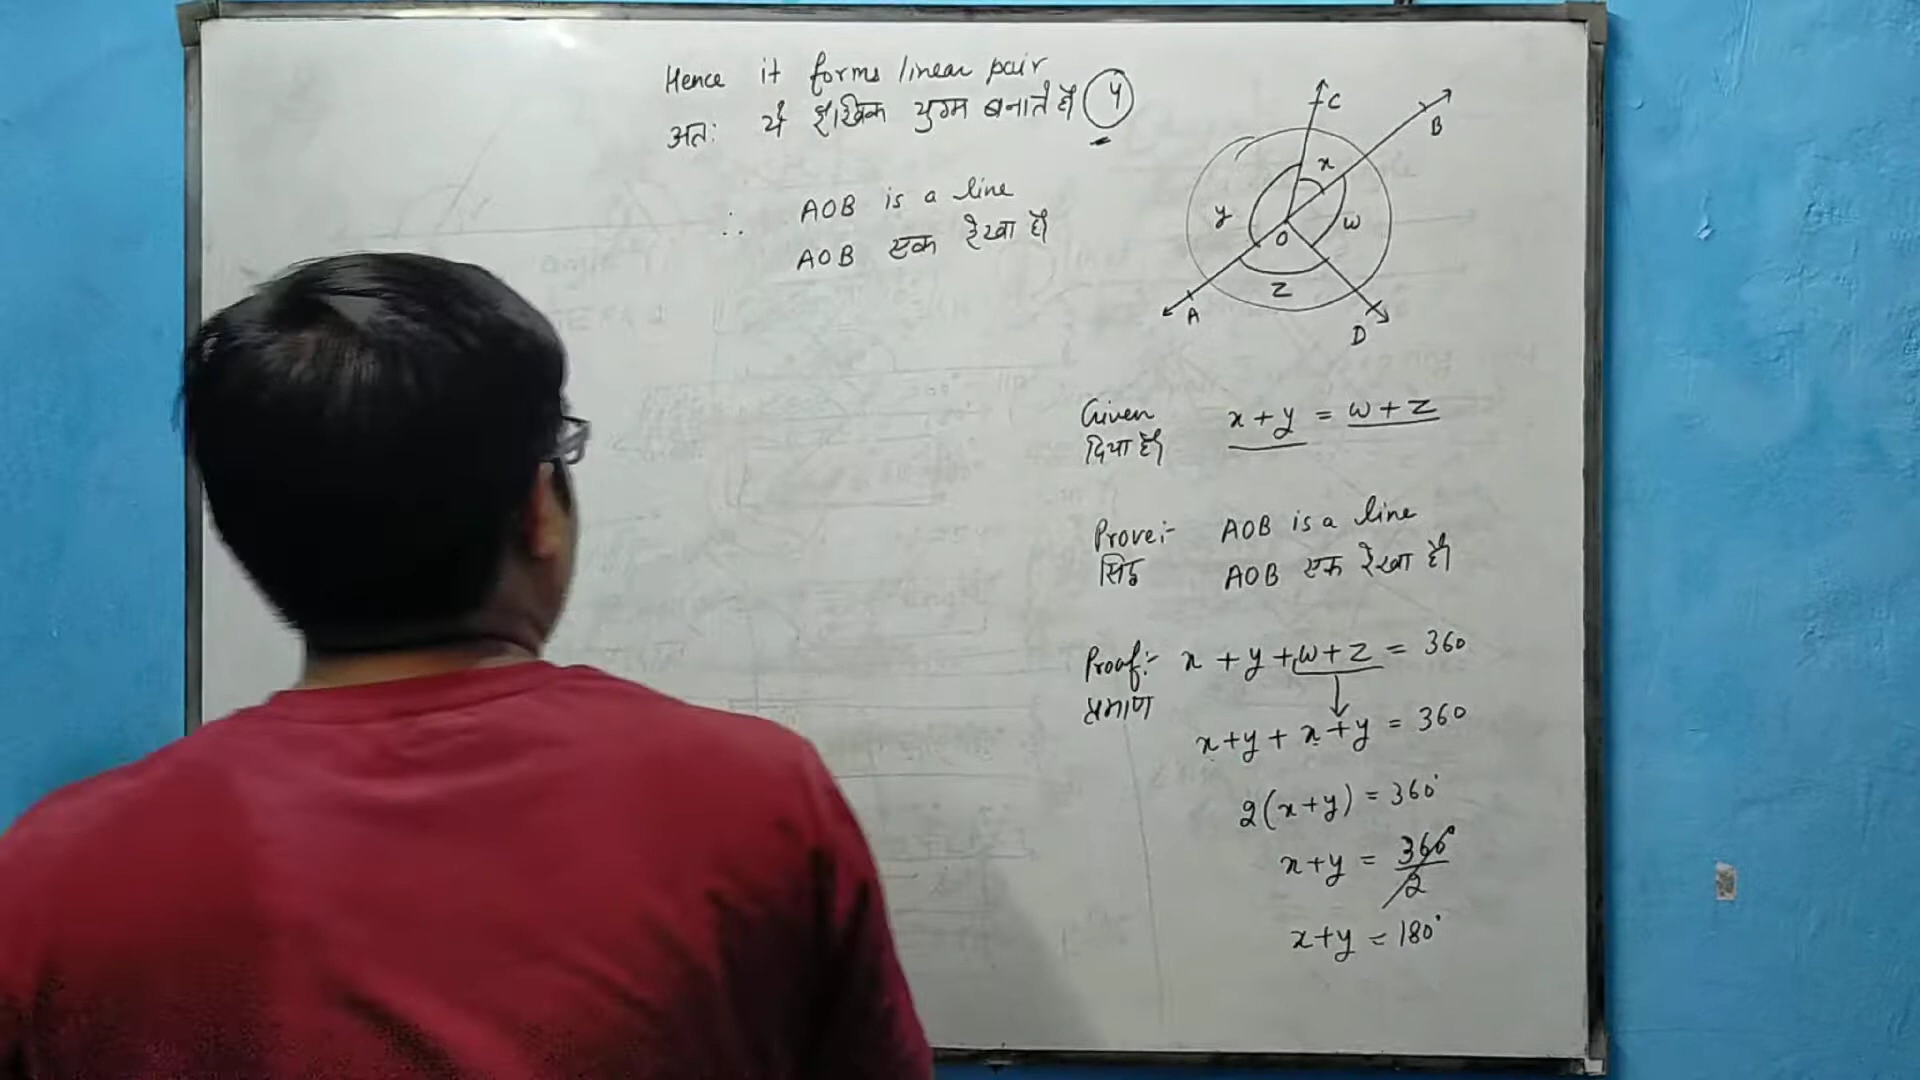 Hence it forms linear pair
अतः ये रैखिक युग्म बनाते हैं 4
∴ AOB is a line
AOB एक रेखा है
C
B
x
y
O
w
z
A
D
Given x + y = w + z
दिया है
Prove:- AOB is a line
सिद्ध AOB एक रेखा है
Proof:- x + y + w + z = 360
प्रमाण
x+y + x+y = 360
2(x+y) = 360°
x+y = 360°/2
x+y = 180°